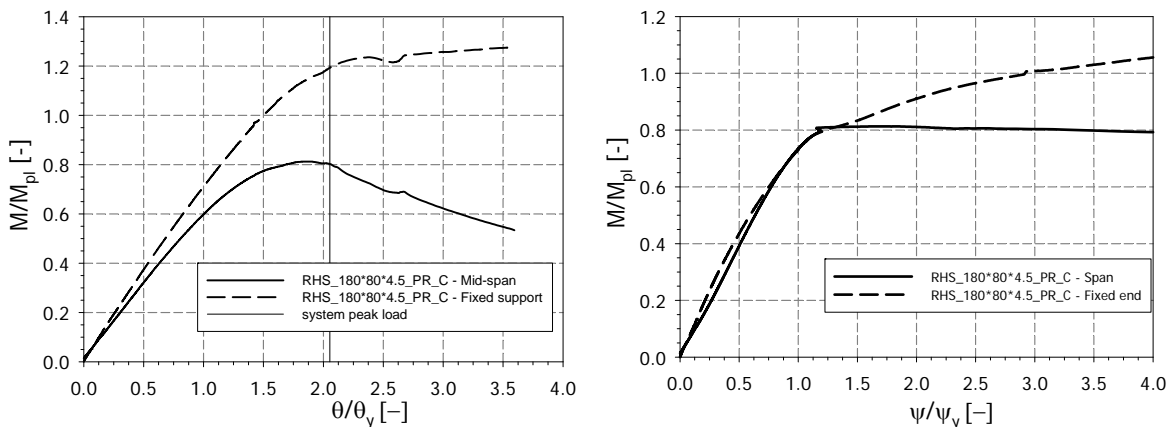 1.4
1.2
1.0
0.8
0.6
0.4
0.2
0.0
M/M_pl [-]
RHS_180*80*4.5_PR_C - Mid-span
RHS_180*80*4.5_PR_C - Fixed support
system peak load
0.0 0.5 1.0 1.5 2.0 2.5 3.0 3.5 4.0
θ/θ_y [−]
1.2
1.0
0.8
0.6
0.4
0.2
0.0
M/M_pl [-]
RHS_180*80*4.5_PR_C - Span
RHS_180*80*4.5_PR_C - Fixed end
0.0 0.5 1.0 1.5 2.0 2.5 3.0 3.5 4.0
ψ/ψ_y [−]